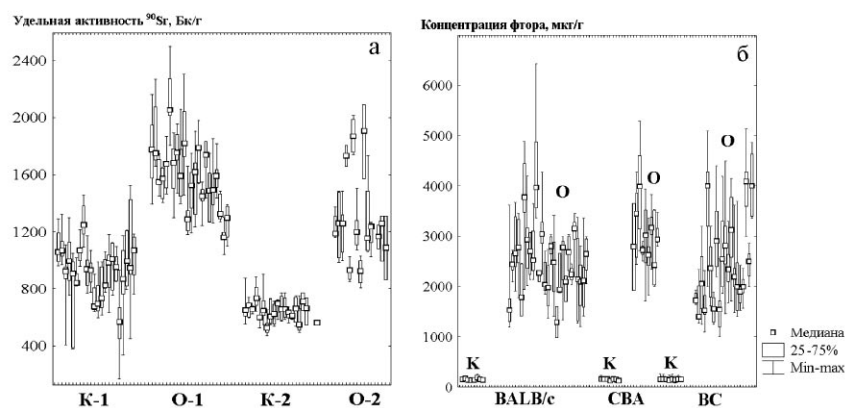 Удельная активность ⁹⁰Sr, Бк/г
а
2400
2000
1600
1200
800
400
К-1 О-1 К-2 О-2
Концентрация фтора, мкг/г
б
6000
5000
4000
3000
2000
1000
0
О О О
К К К
BALB/c CBA BC
Медиана
25-75%
Min-max